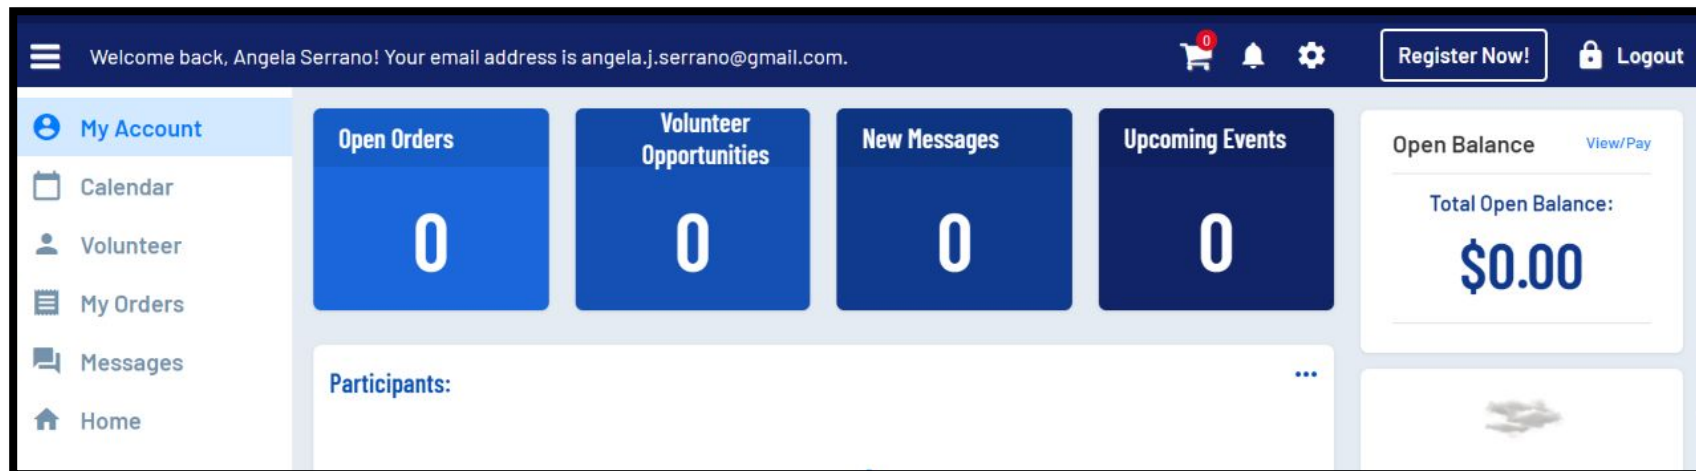 Welcome back, Angela Serrano! Your email address is angela.j.serrano@gmail.com.
0
Register Now!
Logout
My Account
Calendar
Volunteer
My Orders
Messages
Home
Open Orders
0
Volunteer
Opportunities
0
New Messages
0
Upcoming Events
0
Open Balance
View/Pay
Total Open Balance:
$0.00
Participants: